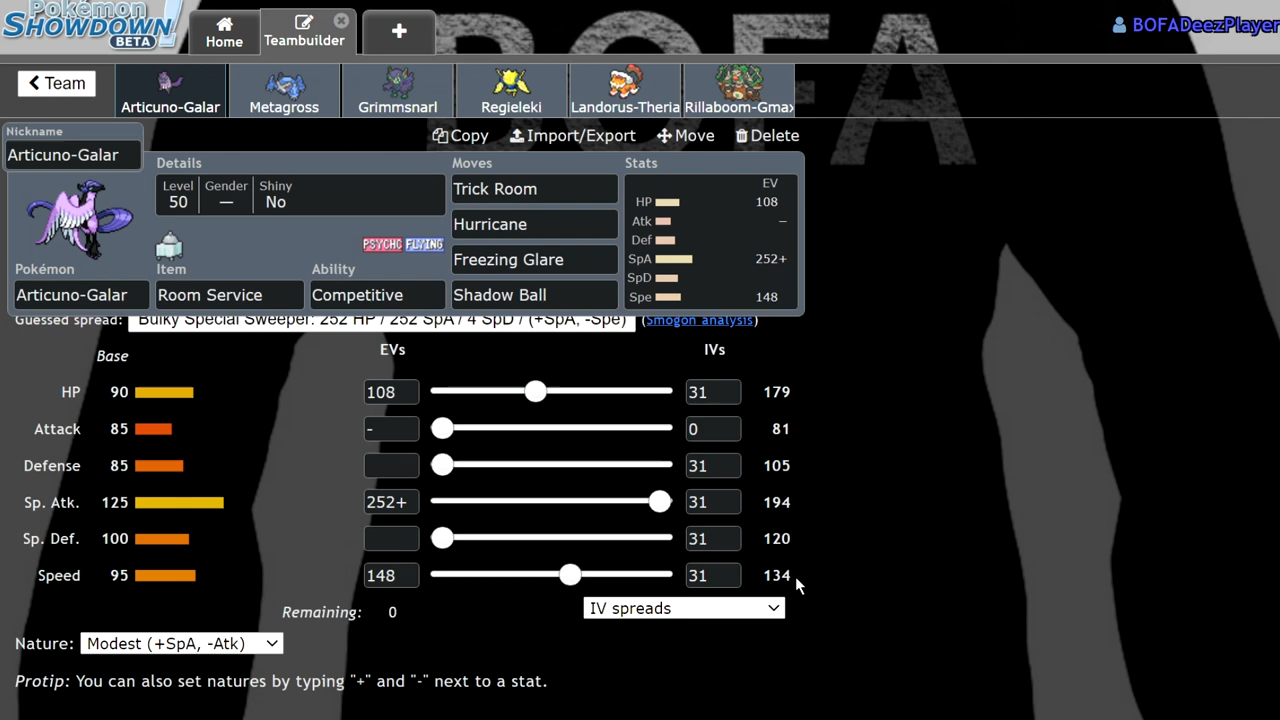 Pokémon
SHOWDOWN!
BETA
Home
Teambuilder
+
BOFADeezPlayer
BOFA
< Team
Articuno-Galar
Metagross
Grimmsnarl
Regieleki
Landorus-Theria
Rillaboom-Gmax
Copy
Import/Export
Move
Delete
Nickname
Articuno-Galar
Details
Moves
Stats
Level
50
Gender
—
Shiny
No
Trick Room
Hurricane
Freezing Glare
Shadow Ball
EV
HP 108
Atk –
Def
SpA 252+
SpD
Spe 148
PSYCHC FLYING
Pokémon
Articuno-Galar
Item
Room Service
Ability
Competitive
Guessed spread: Bulky Special Sweeper: 252 HP / 252 SpA / 4 SpD / (+SpA, -Spe) (Smogon analysis)
Base EVs IVs
HP 90 108 31 179
Attack 85 - 0 81
Defense 85 31 105
Sp. Atk. 125 252+ 31 194
Sp. Def. 100 31 120
Speed 95 148 31 134
Remaining: 0 IV spreads
Nature: Modest (+SpA, -Atk)
Protip: You can also set natures by typing "+" and "-" next to a stat.